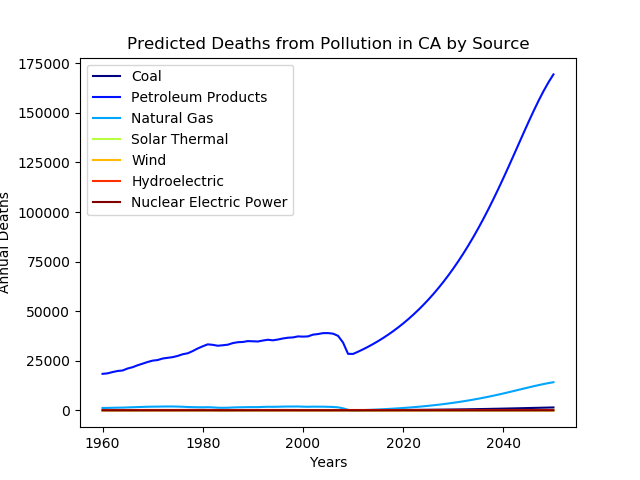 Predicted Deaths from Pollution in CA by Source
175000
150000
125000
100000
75000
50000
25000
0
Annual Deaths
Coal
Petroleum Products
Natural Gas
Solar Thermal
Wind
Hydroelectric
Nuclear Electric Power
1960 1980 2000 2020 2040
Years